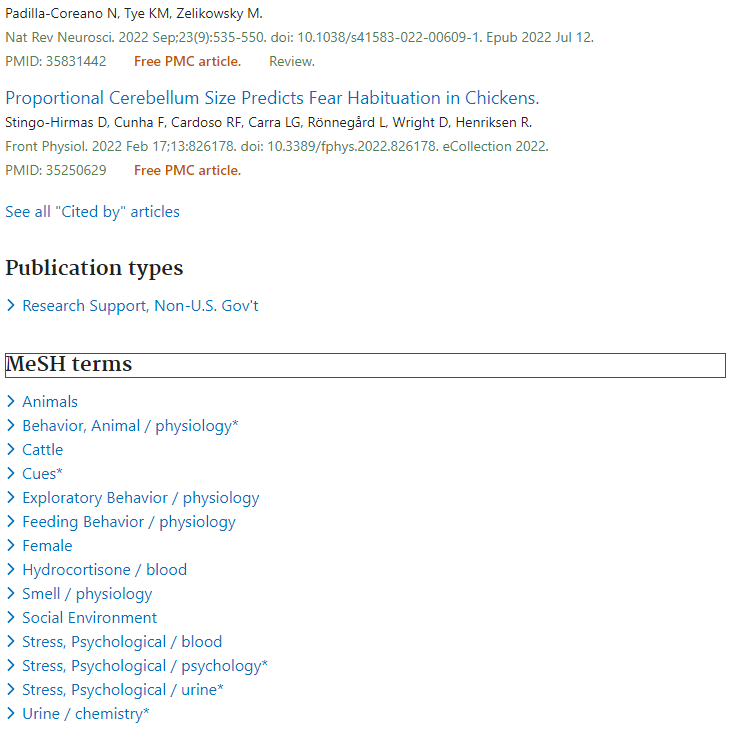 Padilla-Coreano N, Tye KM, Zelikowsky M.
Nat Rev Neurosci. 2022 Sep;23(9):535-550. doi: 10.1038/s41583-022-00609-1. Epub 2022 Jul 12.
PMID: 35831442 Free PMC article. Review.
Proportional Cerebellum Size Predicts Fear Habituation in Chickens.
Stingo-Hirmas D, Cunha F, Cardoso RF, Carra LG, Rönnegård L, Wright D, Henriksen R.
Front Physiol. 2022 Feb 17;13:826178. doi: 10.3389/fphys.2022.826178. eCollection 2022.
PMID: 35250629 Free PMC article.
See all "Cited by" articles
Publication types
Research Support, Non-U.S. Gov't
MeSH terms
Animals
Behavior, Animal / physiology*
Cattle
Cues*
Exploratory Behavior / physiology
Feeding Behavior / physiology
Female
Hydrocortisone / blood
Smell / physiology
Social Environment
Stress, Psychological / blood
Stress, Psychological / psychology*
Stress, Psychological / urine*
Urine / chemistry*